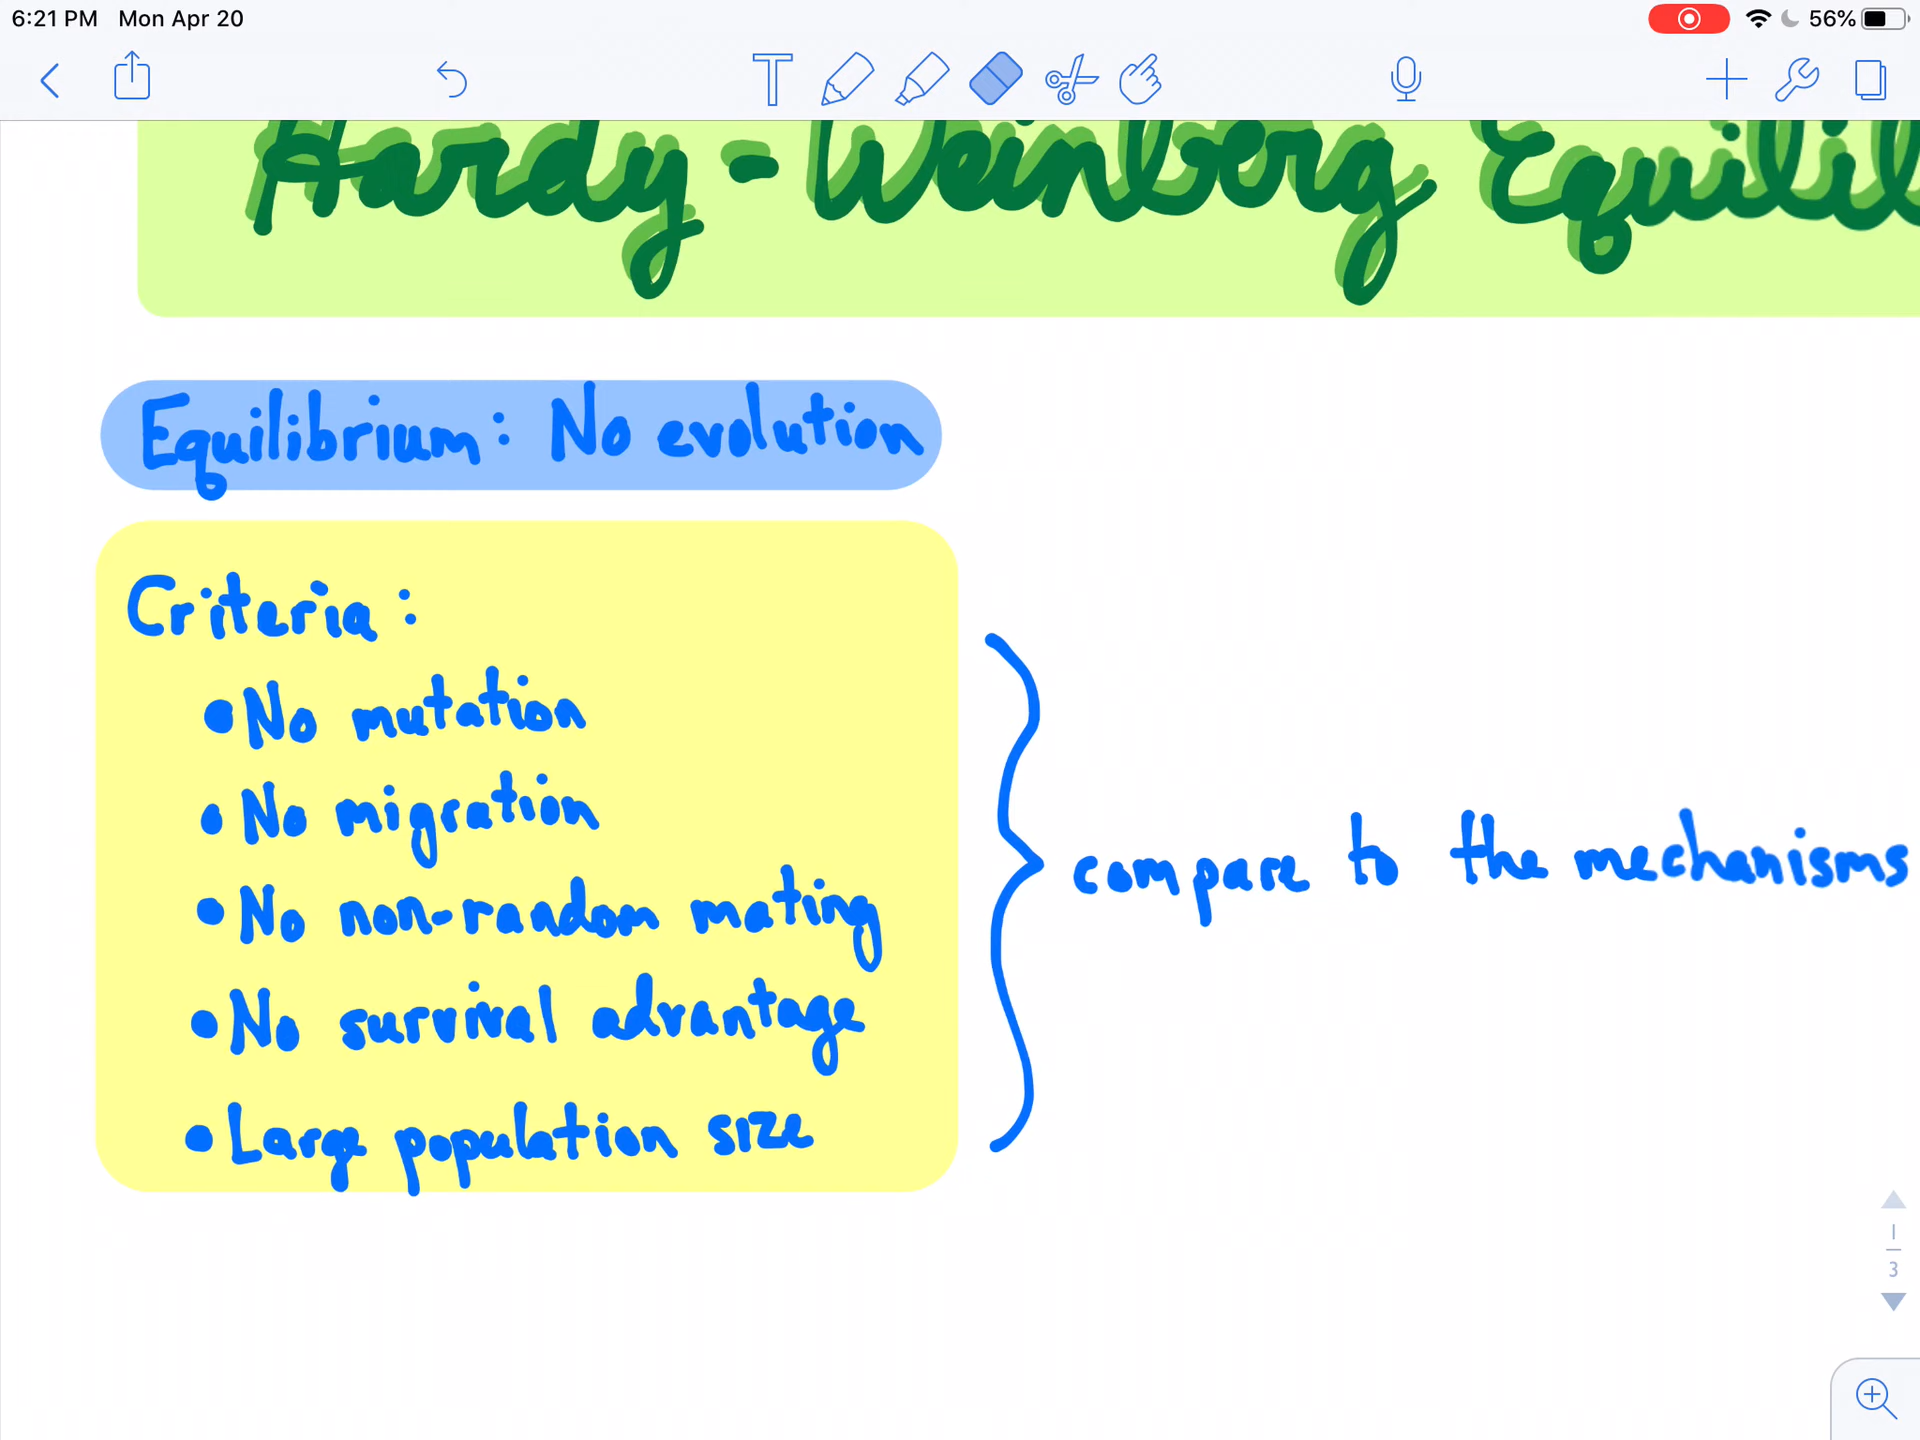 6:21 PM Mon Apr 20
56%
T
Hardy-Weinberg Equilib
Equilibrium: No evolution
Criteria:
• No mutation
• No migration
• No non-random mating
• No survival advantage
• Large population size
compare to the mechanisms
1
3